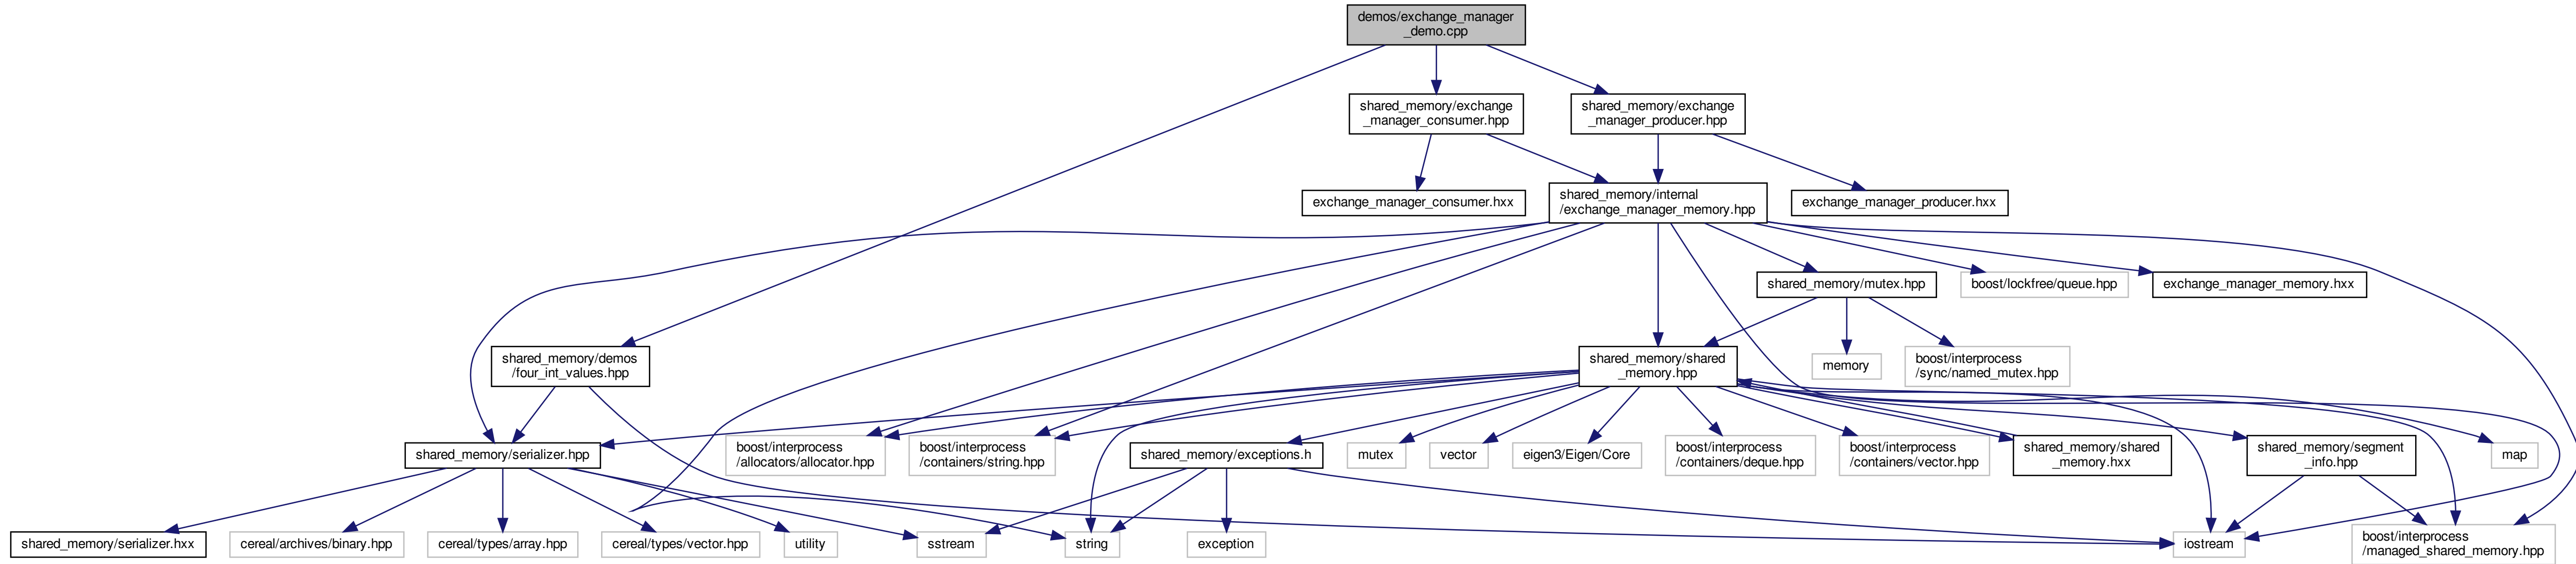 demos/exchange_manager
_demo.cpp
shared_memory/exchange
_manager_consumer.hpp
shared_memory/exchange
_manager_producer.hpp
exchange_manager_consumer.hxx
shared_memory/internal
/exchange_manager_memory.hpp
exchange_manager_producer.hxx
shared_memory/mutex.hpp
boost/lockfree/queue.hpp
exchange_manager_memory.hxx
shared_memory/demos
/four_int_values.hpp
shared_memory/shared
_memory.hpp
memory
boost/interprocess
/sync/named_mutex.hpp
shared_memory/serializer.hpp
boost/interprocess
/allocators/allocator.hpp
boost/interprocess
/containers/string.hpp
shared_memory/exceptions.h
mutex
vector
eigen3/Eigen/Core
boost/interprocess
/containers/deque.hpp
boost/interprocess
/containers/vector.hpp
shared_memory/shared
_memory.hxx
shared_memory/segment
_info.hpp
map
shared_memory/serializer.hxx
cereal/archives/binary.hpp
cereal/types/array.hpp
cereal/types/vector.hpp
utility
sstream
string
exception
iostream
boost/interprocess
/managed_shared_memory.hpp